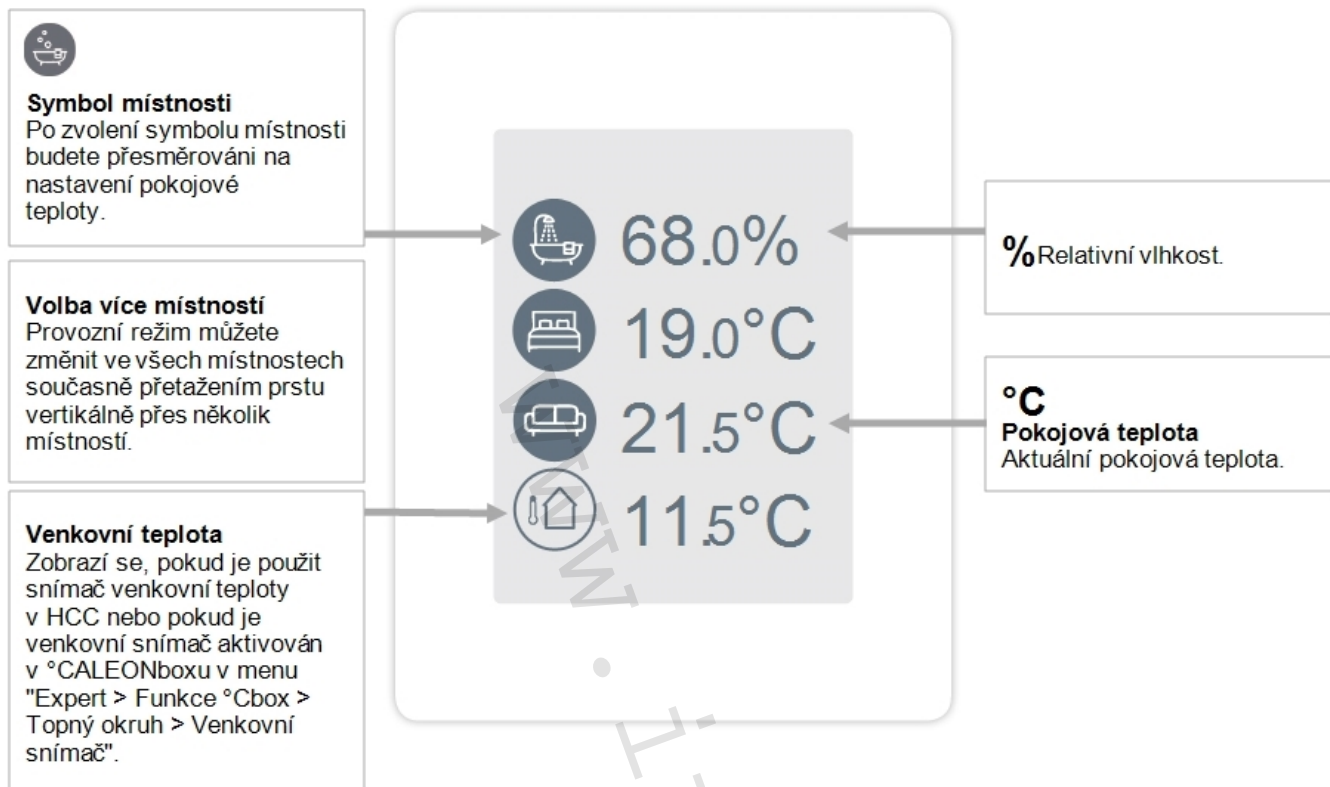 Symbol místnosti
Po zvolení symbolu místnosti
budete přesměrováni na
nastavení pokojové
teploty.
Volba více místností
Provozní režim můžete
změnit ve všech místnostech
současně přetažením prstu
vertikálně přes několik
místností.
Venkovní teplota
Zobrazí se, pokud je použit
snímač venkovní teploty
v HCC nebo pokud je
venkovní snímač aktivován
v °CALEONboxu v menu
"Expert > Funkce °Cbox >
Topný okruh > Venkovní
snímač".
68.0%
19.0°C
21.5°C
11.5°C
%Relativní vlhkost.
°C
Pokojová teplota
Aktuální pokojová teplota.